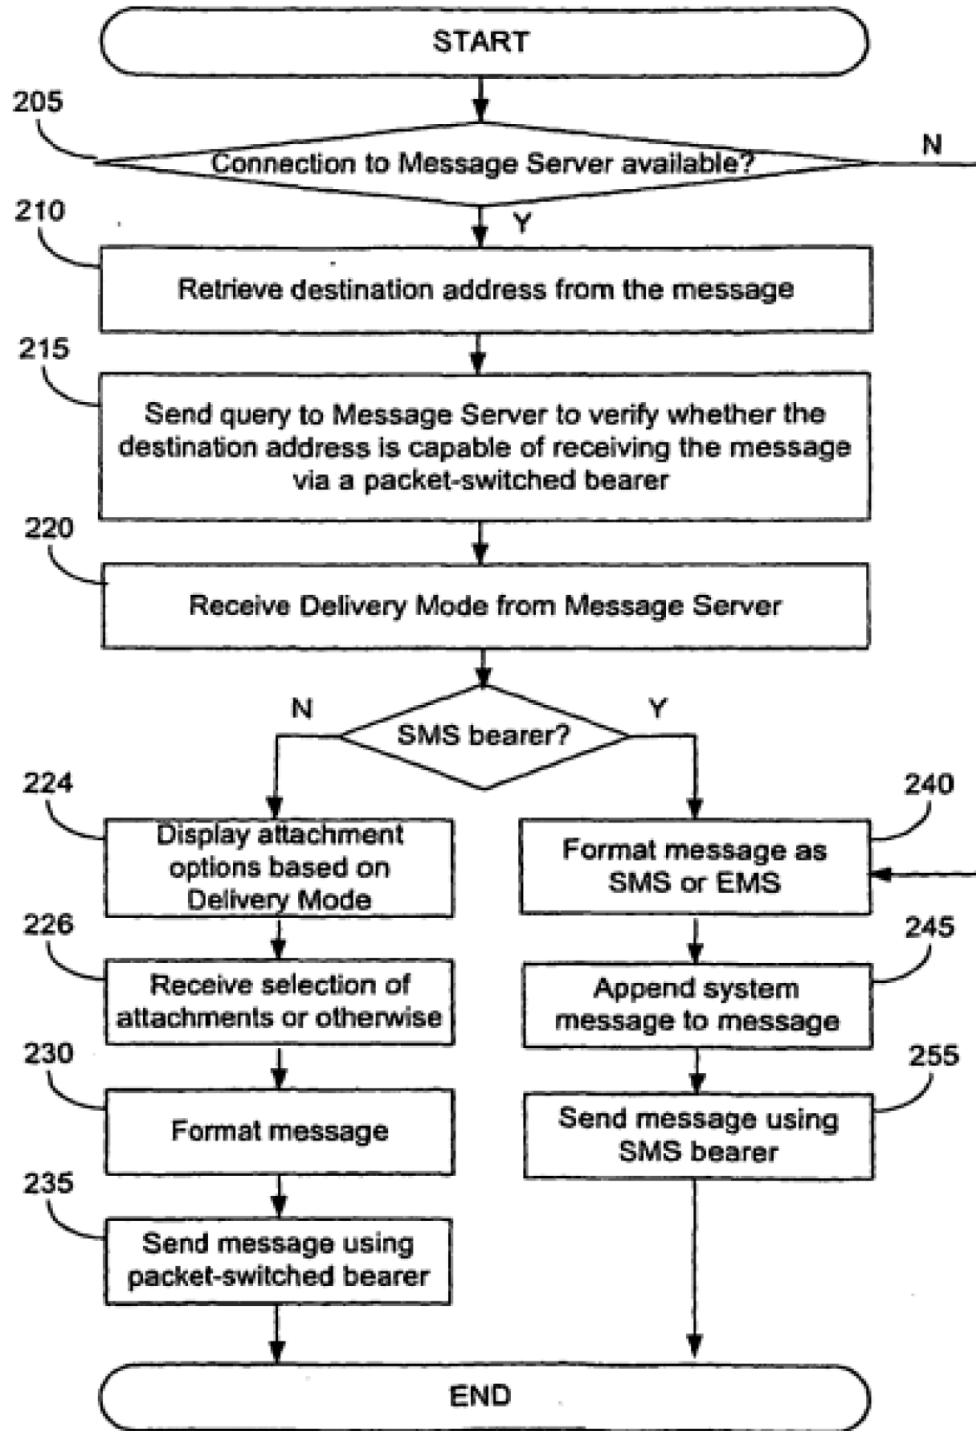 START
205
Connection to Message Server available?
N
Y
210
Retrieve destination address from the message
215
Send query to Message Server to verify whether the
destination address is capable of receiving the message
via a packet-switched bearer
220
Receive Delivery Mode from Message Server
N
SMS bearer?
Y
224
Display attachment
options based on
Delivery Mode
226
Receive selection of
attachments or otherwise
230
Format message
235
Send message using
packet-switched bearer
240
Format message as
SMS or EMS
245
Append system
message to message
255
Send message using
SMS bearer
END